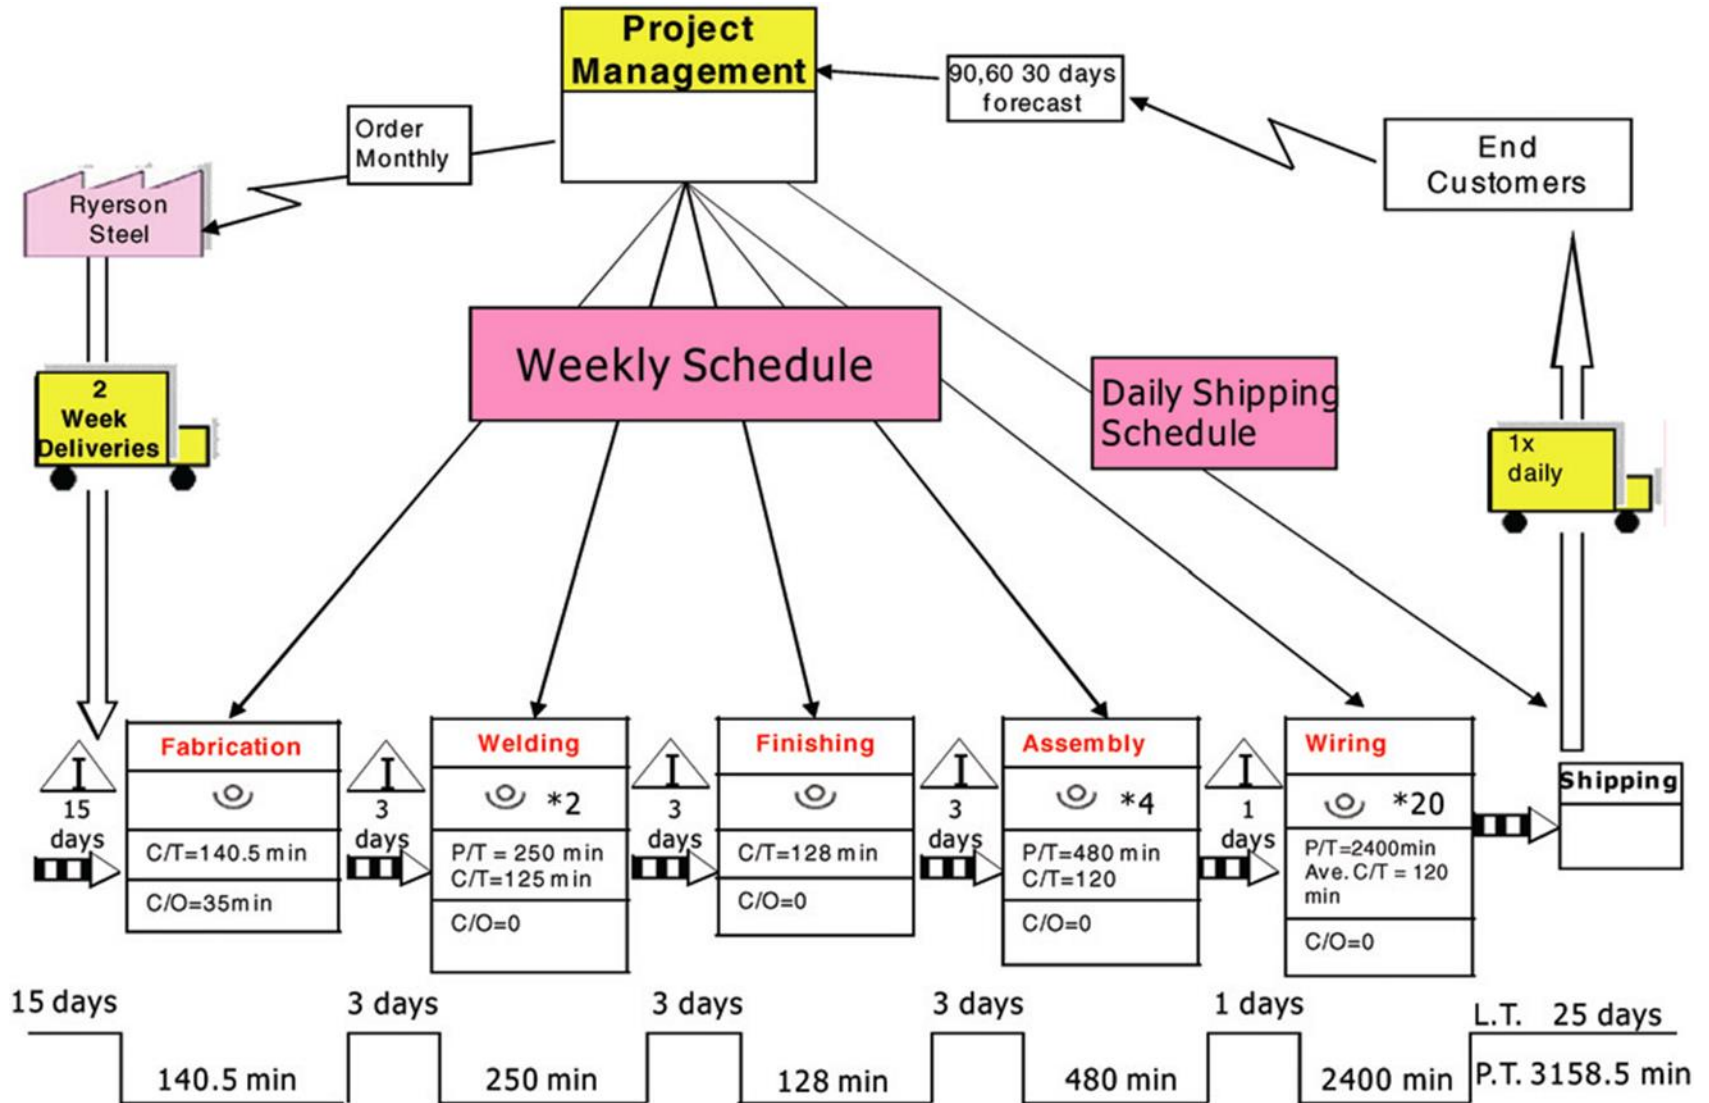 Project
Management
90,60 30 days
forecast
Order
Monthly
End
Customers
Ryerson
Steel
Weekly Schedule
Daily Shipping
Schedule
2
Week
Deliveries
1x
daily
Fabrication
C/T=140.5 min
C/O=35min
Welding
*2
P/T = 250 min
C/T=125 min
C/O=0
Finishing
C/T=128 min
C/O=0
Assembly
*4
P/T=480 min
C/T=120
C/O=0
Wiring
*20
P/T=2400min
Ave. C/T = 120
min
C/O=0
Shipping
I
15
days
I
3
days
I
3
days
I
3
days
I
1
days
15 days
3 days
3 days
3 days
1 days
L.T. 25 days
140.5 min
250 min
128 min
480 min
2400 min
P.T. 3158.5 min